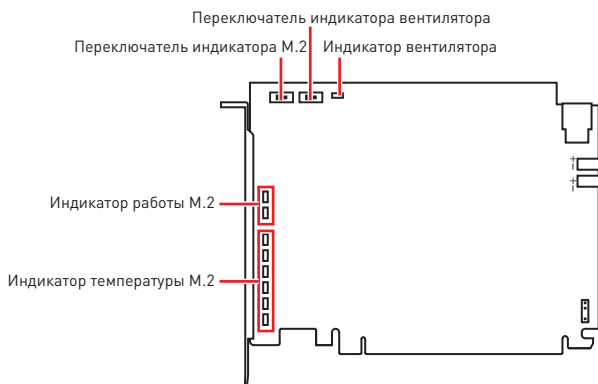 Переключатель индикатора вентилятора
Переключатель индикатора M.2
Индикатор вентилятора
Индикатор работы M.2
Индикатор температуры M.2